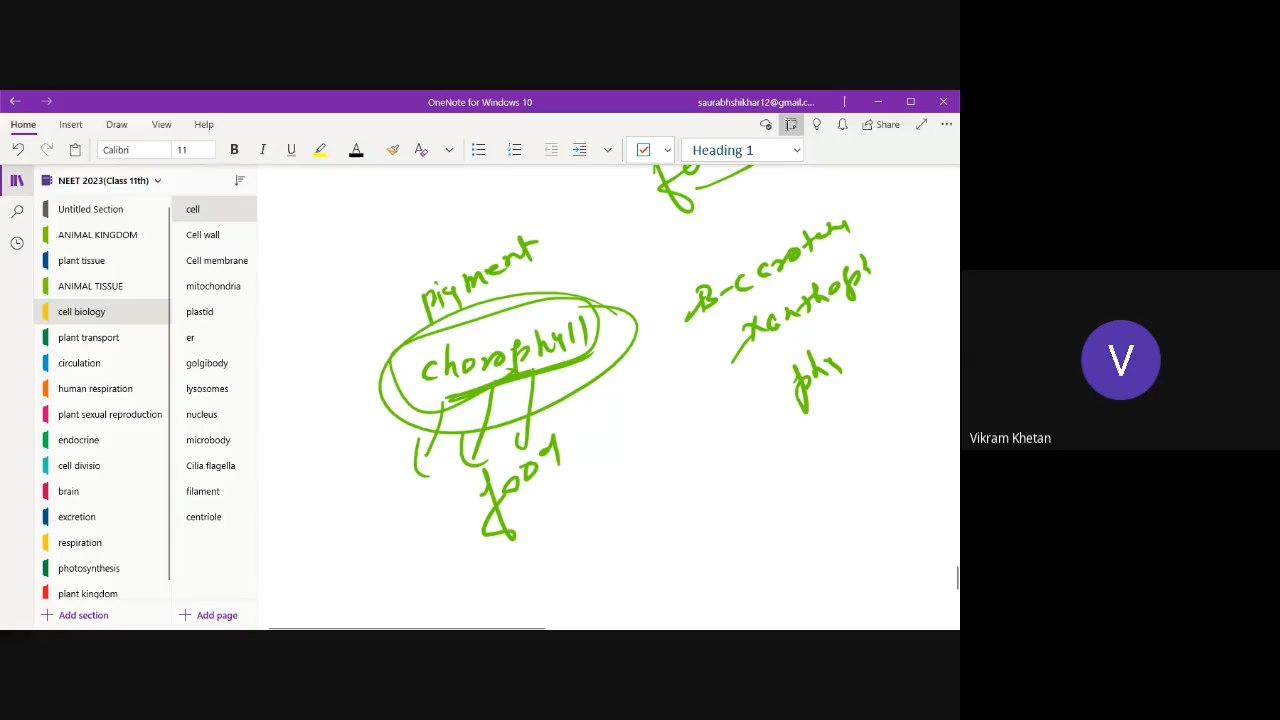 OneNote for Windows 10
saurabhshikhar12@gmail.c...
Home Insert Draw View Help
Share
Calibri 11 B I U A Heading 1
NEET 2023(Class 11th)
Untitled Section
ANIMAL KINGDOM
plant tissue
ANIMAL TISSUE
cell biology
plant transport
circulation
human respiration
plant sexual reproduction
endocrine
cell divisio
brain
excretion
respiration
photosynthesis
plant kingdom
Add section
cell
Cell wall
Cell membrane
mitochondria
plastid
er
golgibody
lysosomes
nucleus
microbody
Cilia flagella
filament
centriole
Add page
pigment
chorophyll
food
B-C caroten
xanthoph
phy
V
Vikram Khetan